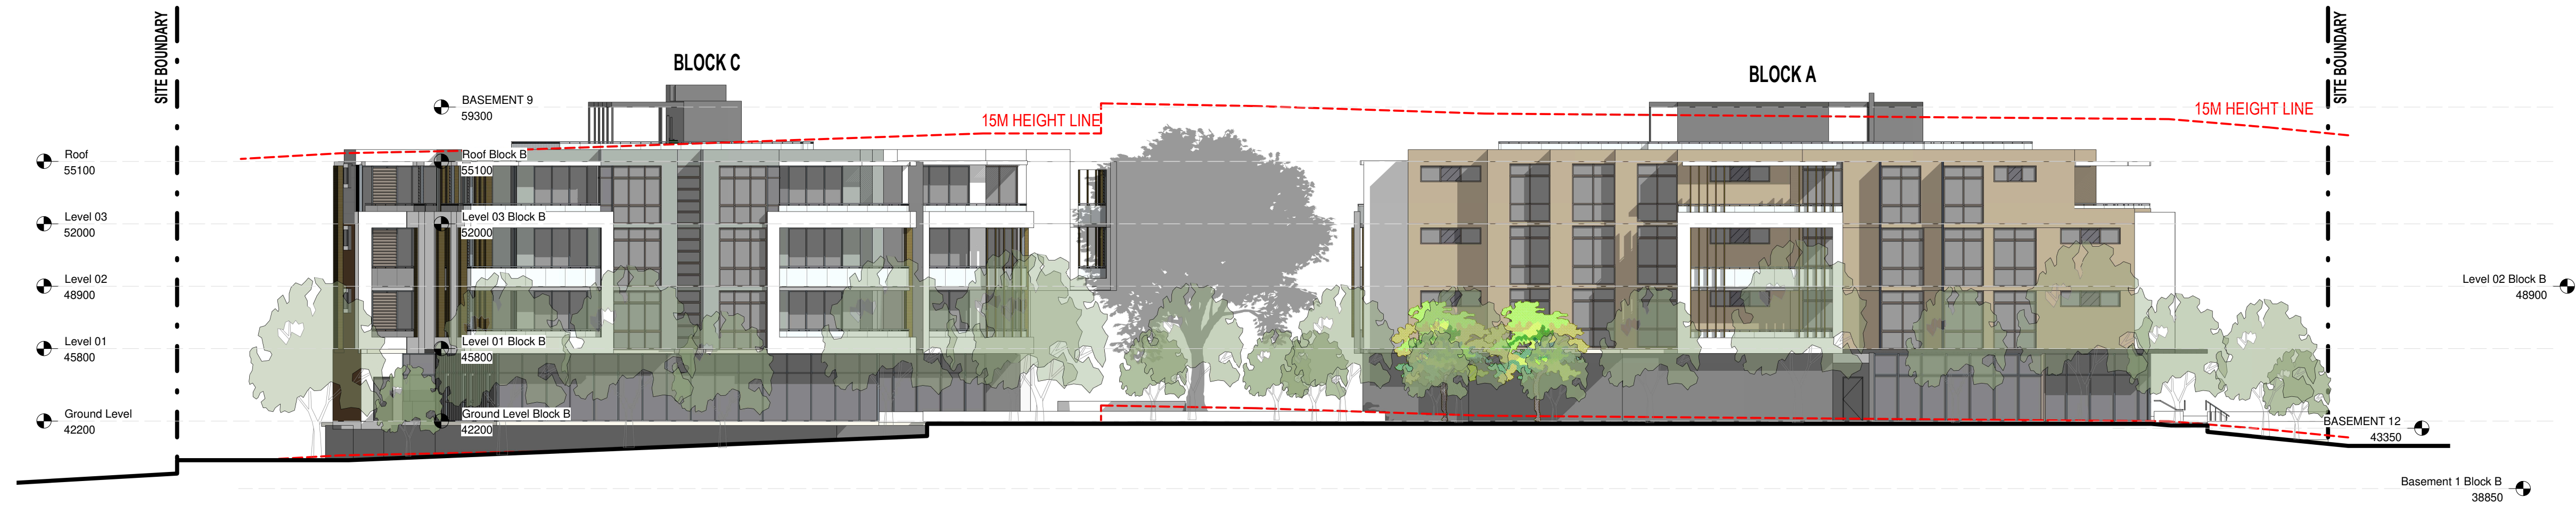 SITE BOUNDARY
BLOCK C
BLOCK A
SITE BOUNDARY
BASEMENT 9
59300
15M HEIGHT LINE
15M HEIGHT LINE
Roof
55100
Roof Block B
55100
Level 03
52000
Level 03 Block B
52000
Level 02
48900
Level 02 Block B
48900
Level 01
45800
Level 01 Block B
45800
Ground Level
42200
Ground Level Block B
42200
BASEMENT 12
43350
Basement 1 Block B
38850